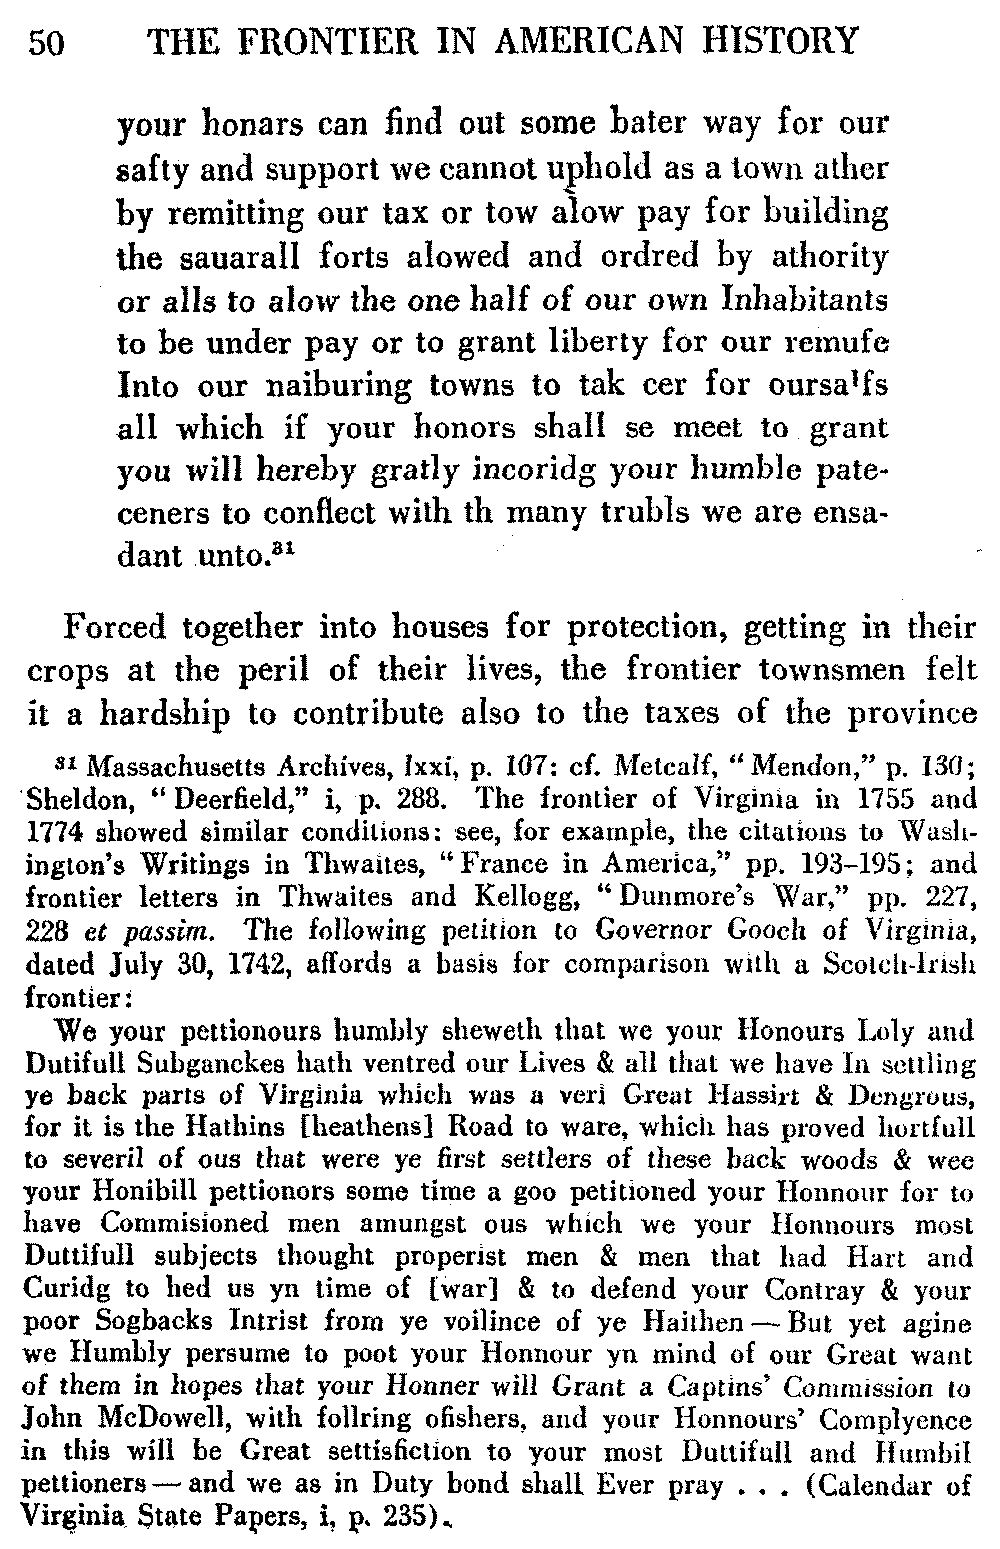 50 THE FRONTIER IN AMERICAN HISTORY
your honars can find out some bater way for our
safty and support we cannot uphold as a town ather
by remitting our tax or tow alow pay for building
the sauarall forts alowed and ordred by athority
or alls to alow the one half of our own Inhabitants
to be under pay or to grant liberty for our remufe
Into our naiburing towns to tak cer for oursalfs
all which if your honors shall se meet to grant
you will hereby gratly incoridg your humble pate-
ceners to conflect with th many trubls we are ensa-
dant unto.³¹
Forced together into houses for protection, getting in their
crops at the peril of their lives, the frontier townsmen felt
it a hardship to contribute also to the taxes of the province
³¹ Massachusetts Archives, lxxi, p. 107: cf. Metcalf, “Mendon,” p. 130;
Sheldon, “Deerfield,” i, p. 288. The frontier of Virginia in 1755 and
1774 showed similar conditions: see, for example, the citations to Wash-
ington’s Writings in Thwaites, “France in America,” pp. 193–195; and
frontier letters in Thwaites and Kellogg, “Dunmore’s War,” pp. 227,
228 et passim. The following petition to Governor Gooch of Virginia,
dated July 30, 1742, affords a basis for comparison with a Scotch-Irish
frontier:
We your pettionours humbly sheweth that we your Honours Loly and
Dutifull Subganckes hath ventred our Lives & all that we have In settling
ye back parts of Virginia which was a veri Great Hassirt & Dengrous,
for it is the Hathins [heathens] Road to ware, which has proved hortfull
to severil of ous that were ye first settlers of these back woods & wee
your Honibill pettionors some time a goo petitioned your Honnour for to
have Commisioned men amungst ous which we your Honnours most
Duttifull subjects thought properist men & men that had Hart and
Curidg to hed us yn time of [war] & to defend your Contray & your
poor Sogbacks Intrist from ye voilince of ye Haithen — But yet agine
we Humbly persume to poot your Honnour yn mind of our Great want
of them in hopes that your Honner will Grant a Captins’ Commission to
John McDowell, with follring ofishers, and your Honnours’ Complyence
in this will be Great settisfiction to your most Duttifull and Humbil
pettioners — and we as in Duty bond shall Ever pray . . . (Calendar of
Virginia State Papers, i, p. 235).